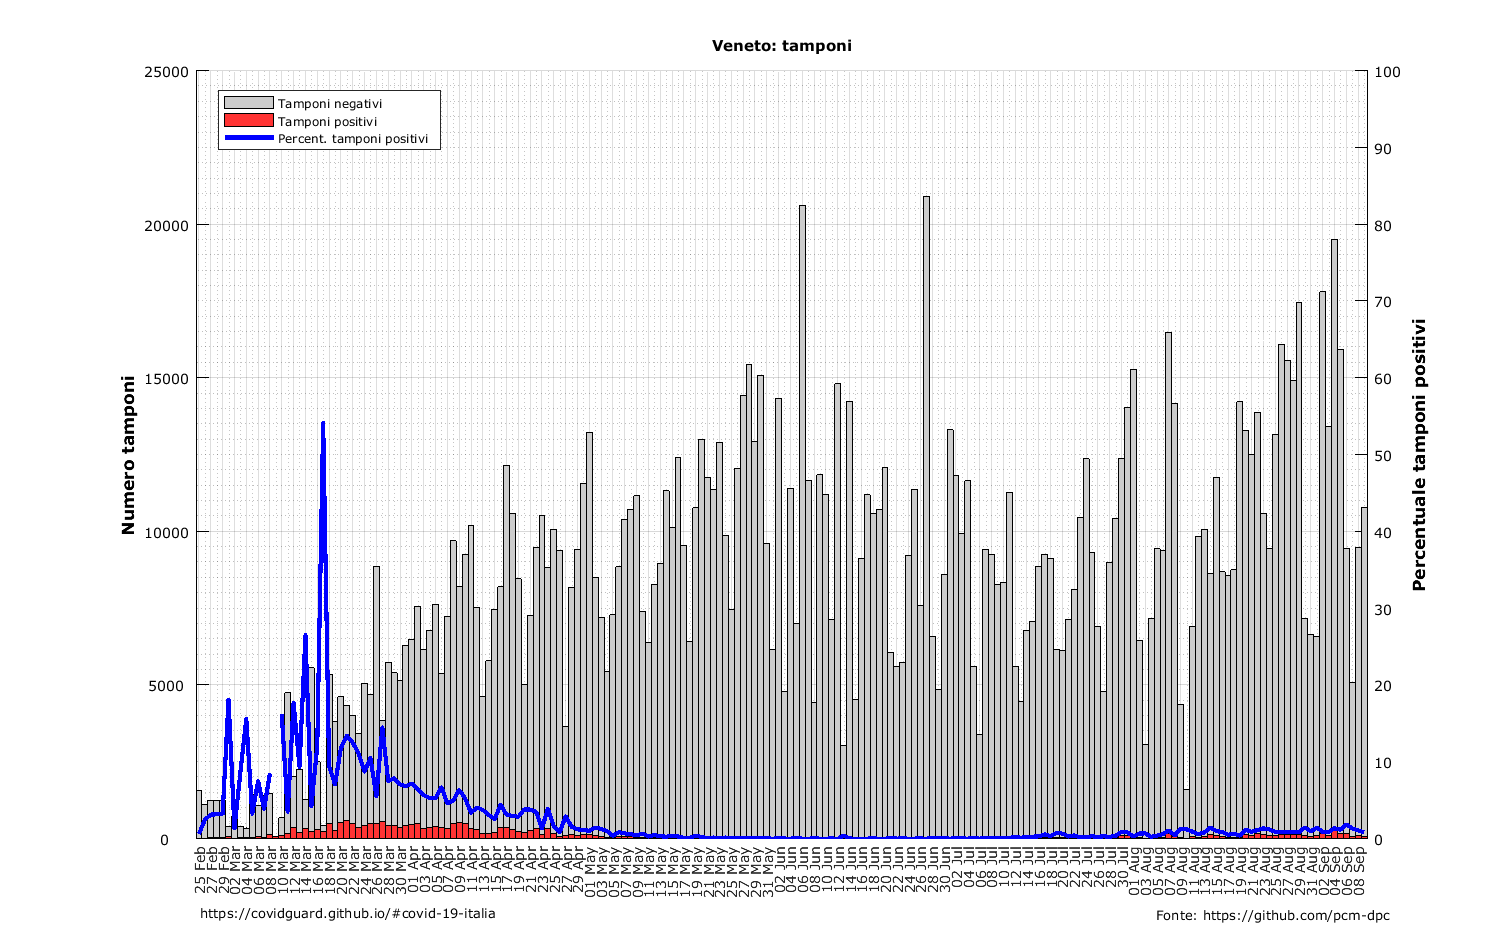 Veneto: tamponi
25000
20000
15000
10000
5000
0
Numero tamponi
Tamponi negativi
Tamponi positivi
Percent. tamponi positivi
100
90
80
70
60
50
40
30
20
10
0
Percentuale tamponi positivi
25 Feb
27 Feb
29 Feb
02 Mar
04 Mar
06 Mar
08 Mar
10 Mar
12 Mar
14 Mar
16 Mar
18 Mar
20 Mar
22 Mar
24 Mar
26 Mar
28 Mar
30 Mar
01 Apr
03 Apr
05 Apr
07 Apr
09 Apr
11 Apr
13 Apr
15 Apr
17 Apr
19 Apr
21 Apr
23 Apr
25 Apr
27 Apr
29 Apr
01 May
03 May
05 May
07 May
09 May
11 May
13 May
15 May
17 May
19 May
21 May
23 May
25 May
27 May
29 May
31 May
02 Jun
04 Jun
06 Jun
08 Jun
10 Jun
12 Jun
14 Jun
16 Jun
18 Jun
20 Jun
22 Jun
24 Jun
26 Jun
28 Jun
30 Jun
02 Jul
04 Jul
06 Jul
08 Jul
10 Jul
12 Jul
14 Jul
16 Jul
18 Jul
20 Jul
22 Jul
24 Jul
26 Jul
28 Jul
30 Jul
01 Aug
03 Aug
05 Aug
07 Aug
09 Aug
11 Aug
13 Aug
15 Aug
17 Aug
19 Aug
21 Aug
23 Aug
25 Aug
27 Aug
29 Aug
31 Aug
02 Sep
04 Sep
06 Sep
08 Sep
https://covidguard.github.io/#covid-19-italia
Fonte: https://github.com/pcm-dpc